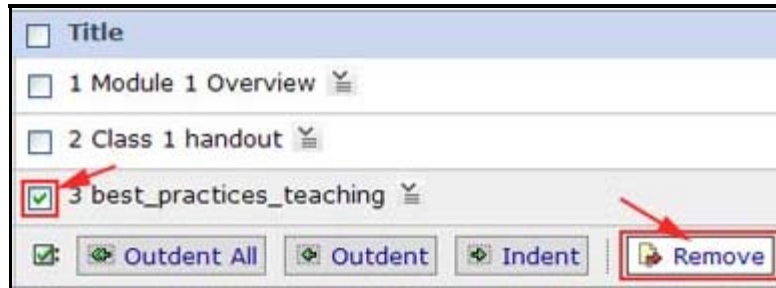 Title
1 Module 1 Overview
2 Class 1 handout
3 best_practices_teaching
Outdent All Outdent Indent Remove